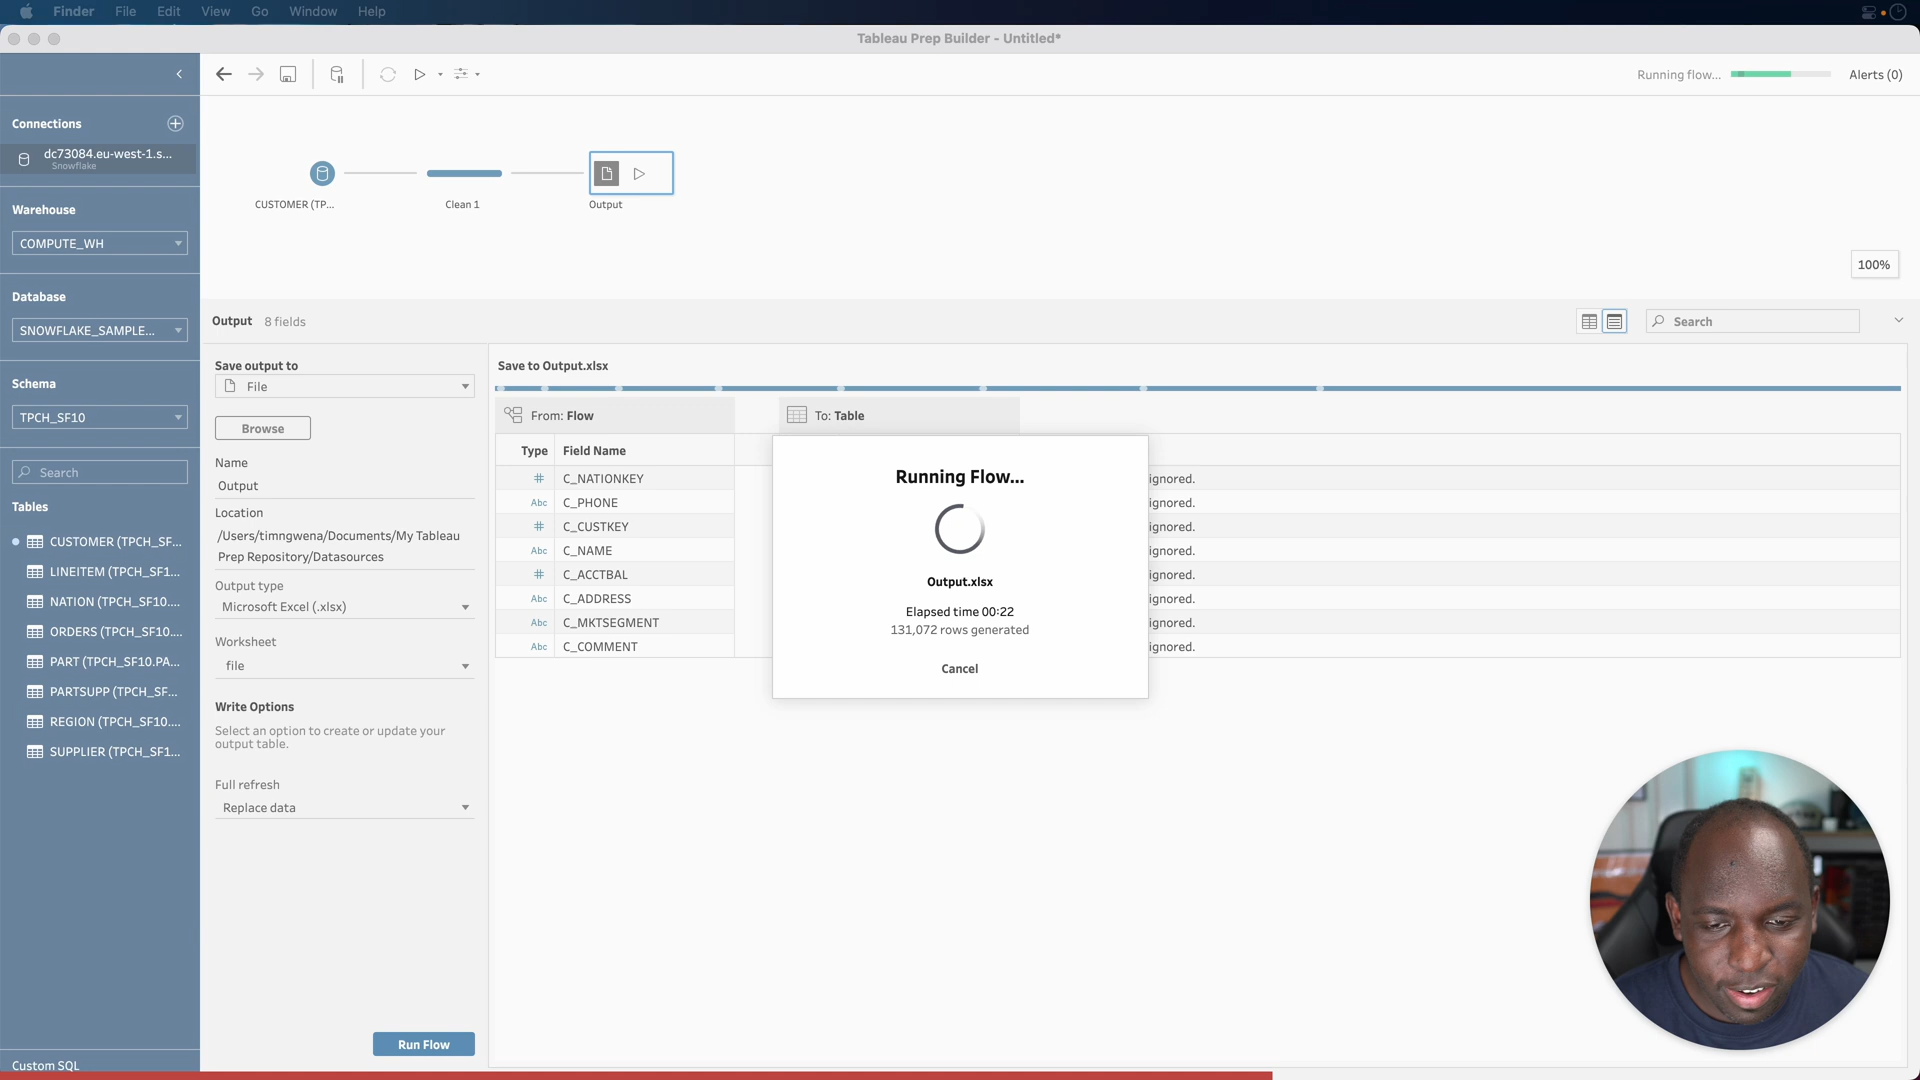 Finder File Edit View Go Window Help
Tableau Prep Builder - Untitled*
Running flow... Alerts (0)
Connections
dc73084.eu-west-1.s...
Snowflake
Warehouse
COMPUTE_WH
Database
SNOWFLAKE_SAMPLE...
Schema
TPCH_SF10
Search
Tables
CUSTOMER (TPCH_SF...
LINEITEM (TPCH_SF1...
NATION (TPCH_SF10....
ORDERS (TPCH_SF10....
PART (TPCH_SF10.PA...
PARTSUPP (TPCH_SF...
REGION (TPCH_SF10....
SUPPLIER (TPCH_SF1...
Custom SQL
CUSTOMER (TP...
Clean 1
Output
100%
Output 8 fields
Search
Save output to
File
Browse
Name
Output
Location
/Users/timngwena/Documents/My Tableau
Prep Repository/Datasources
Output type
Microsoft Excel (.xlsx)
Worksheet
file
Write Options
Select an option to create or update your
output table.
Full refresh
Replace data
Run Flow
Save to Output.xlsx
From: Flow
To: Table
Type Field Name
# C_NATIONKEY ignored.
Abc C_PHONE ignored.
# C_CUSTKEY ignored.
Abc C_NAME ignored.
# C_ACCTBAL ignored.
Abc C_ADDRESS ignored.
Abc C_MKTSEGMENT ignored.
Abc C_COMMENT ignored.
Running Flow...
Output.xlsx
Elapsed time 00:22
131,072 rows generated
Cancel